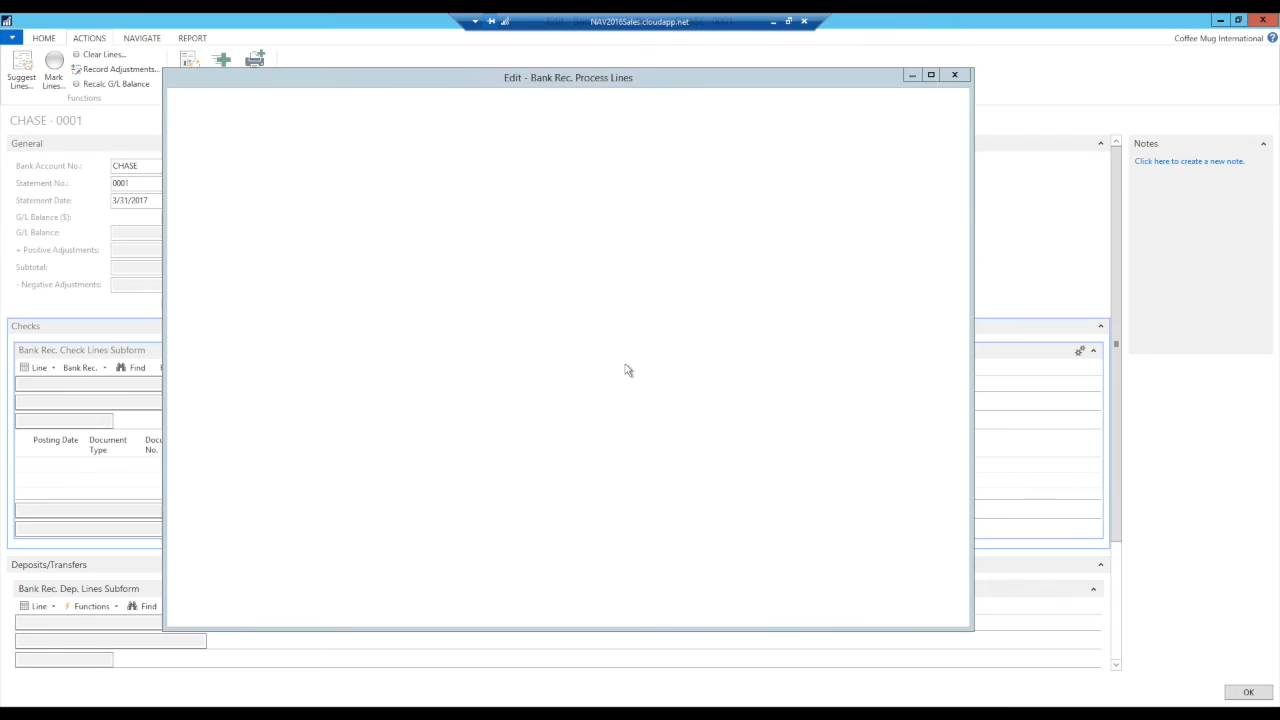 NAV2016Sales.cloudapp.net
HOME
ACTIONS
NAVIGATE
REPORT
Coffee Mug International
Suggest
Lines...
Mark
Lines...
Clear Lines...
Record Adjustments...
Recalc G/L Balance
Functions
Edit - Bank Rec. Process Lines
CHASE · 0001
General
Bank Account No.:
CHASE
Statement No.:
0001
Statement Date:
3/31/2017
G/L Balance ($):
G/L Balance:
+ Positive Adjustments:
Subtotal:
- Negative Adjustments:
Notes
Click here to create a new note.
Checks
Bank Rec. Check Lines Subform
Line
Bank Rec.
Find
Posting Date
Document
Type
No.
Deposits/Transfers
Bank Rec. Dep. Lines Subform
Line
Functions
Find
OK